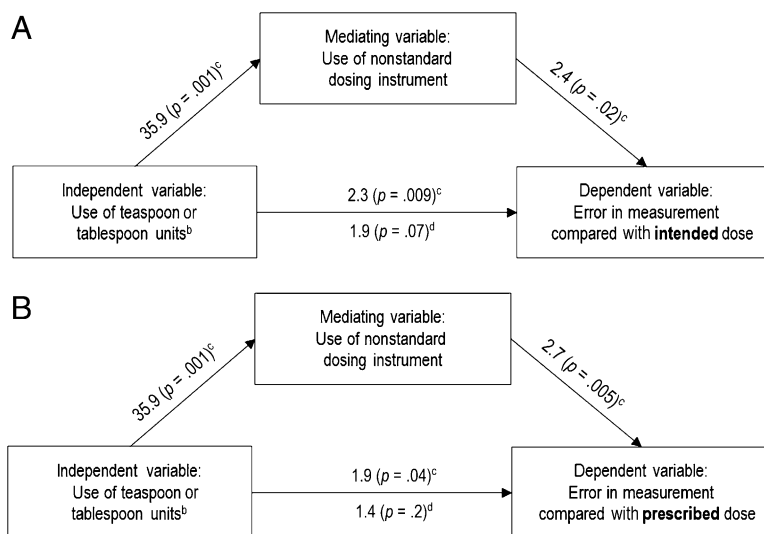 A
Mediating variable:
Use of nonstandard
dosing instrument
35.9 (p = .001)ᶜ
2.4 (p = .02)ᶜ
Independent variable:
Use of teaspoon or
tablespoon unitsᵇ
2.3 (p = .009)ᶜ
1.9 (p = .07)ᵈ
Dependent variable:
Error in measurement
compared with intended dose
B
Mediating variable:
Use of nonstandard
dosing instrument
35.9 (p = .001)ᶜ
2.7 (p = .005)ᶜ
Independent variable:
Use of teaspoon or
tablespoon unitsᵇ
1.9 (p = .04)ᶜ
1.4 (p = .2)ᵈ
Dependent variable:
Error in measurement
compared with prescribed dose